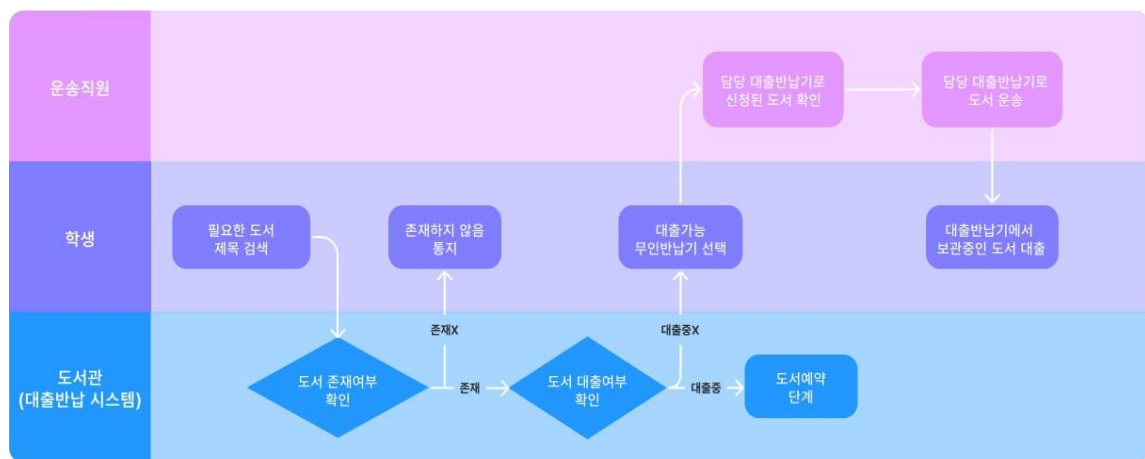 운송직원
담당 대출반납기로
신청된 도서 확인
담당 대출반납기로
도서 운송
학생
필요한 도서
제목 검색
존재하지 않음
통지
대출가능
무인반납기 선택
대출반납기에서
보관중인 도서 대출
존재X
대출중X
도서관
(대출반납 시스템)
도서 존재여부
확인
존재
도서 대출여부
확인
대출중
도서예약
단계